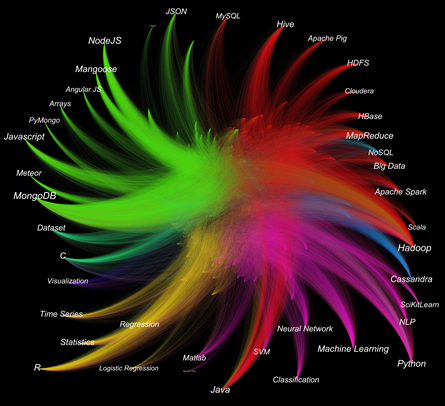 JSON
MySQL
Hive
NodeJS
Apache Pig
Mangoose
HDFS
Angular JS
Cloudera
Arrays
HBase
PyMongo
MapReduce
Javascript
NoSQL
Big Data
Meteor
Apache Spark
MongoDB
Dataset
Scala
Hadoop
C
Visualization
Cassandra
SciKitLearn
Time Series
Regression
NLP
Neural Network
Statistics
Machine Learning
SVM
Matlab
R
Logistic Regression
Python
Classification
Java